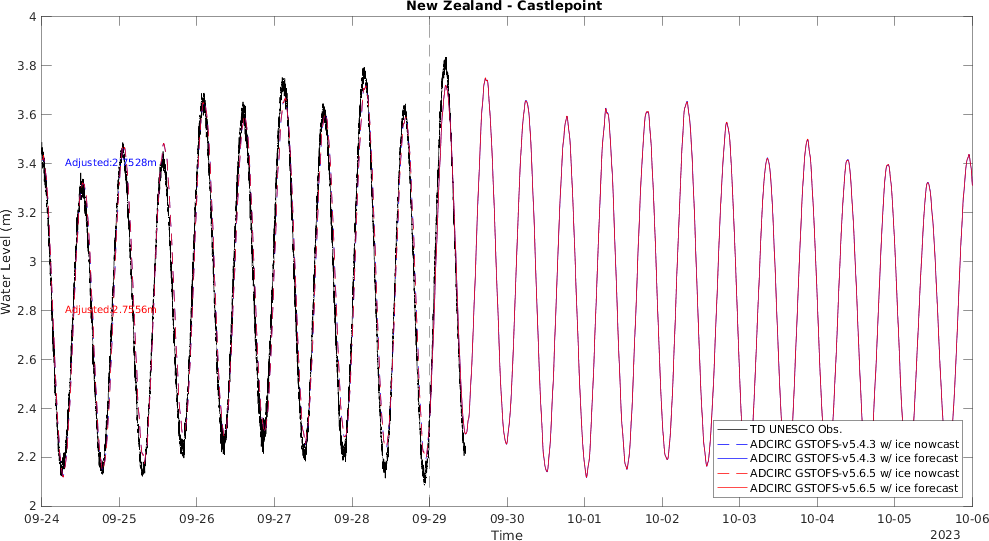 New Zealand - Castlepoint
Water Level (m)
4
3.8
3.6
3.4
3.2
3
2.8
2.6
2.4
2.2
2
Adjusted:2.7528m
Adjusted:2.7556m
TD UNESCO Obs.
ADCIRC GSTOFS-v5.4.3 w/ ice nowcast
ADCIRC GSTOFS-v5.4.3 w/ ice forecast
ADCIRC GSTOFS-v5.6.5 w/ ice nowcast
ADCIRC GSTOFS-v5.6.5 w/ ice forecast
09-24 09-25 09-26 09-27 09-28 09-29 09-30 10-01 10-02 10-03 10-04 10-05 10-06
Time
2023